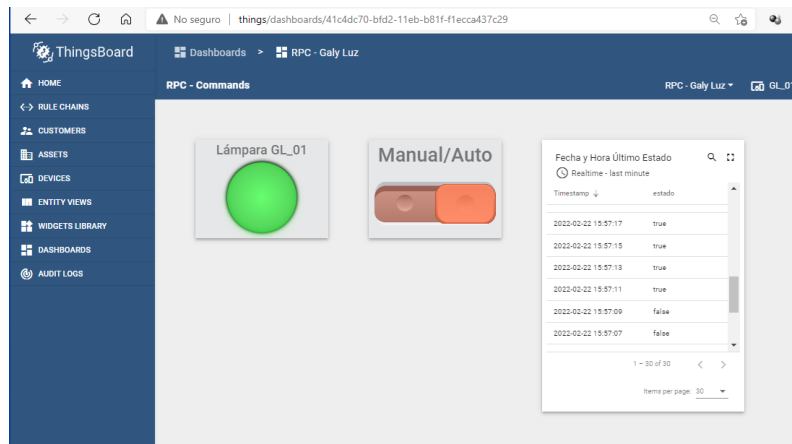 No seguro | things/dashboards/41c4dc70-bfd2-11eb-b81f-f1ecca437c29
ThingsBoard
Dashboards > RPC - Galy Luz
HOME
RULE CHAINS
CUSTOMERS
ASSETS
DEVICES
ENTITY VIEWS
WIDGETS LIBRARY
DASHBOARDS
AUDIT LOGS
RPC - Commands
RPC - Galy Luz
GL_01
Lámpara GL_01
Manual/Auto
Fecha y Hora Último Estado
Realtime - last minute
Timestamp ↓ estado
2022-02-22 15:57:17 true
2022-02-22 15:57:15 true
2022-02-22 15:57:13 true
2022-02-22 15:57:11 true
2022-02-22 15:57:09 false
2022-02-22 15:57:07 false
1 – 30 of 30
Items per page: 30